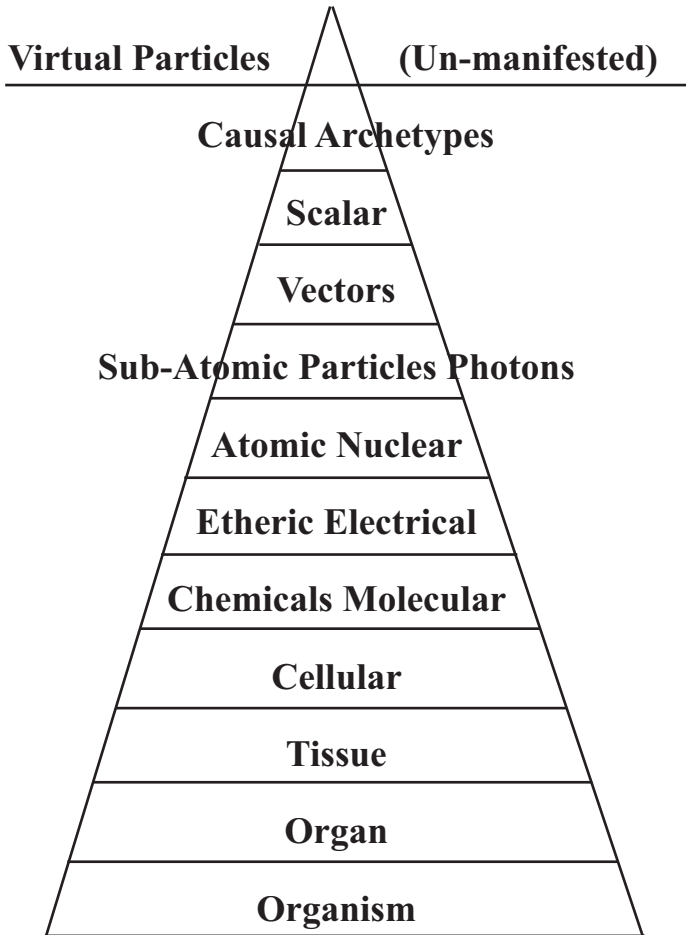 Virtual Particles (Un-manifested)
Causal Archetypes
Scalar
Vectors
Sub-Atomic Particles Photons
Atomic Nuclear
Etheric Electrical
Chemicals Molecular
Cellular
Tissue
Organ
Organism